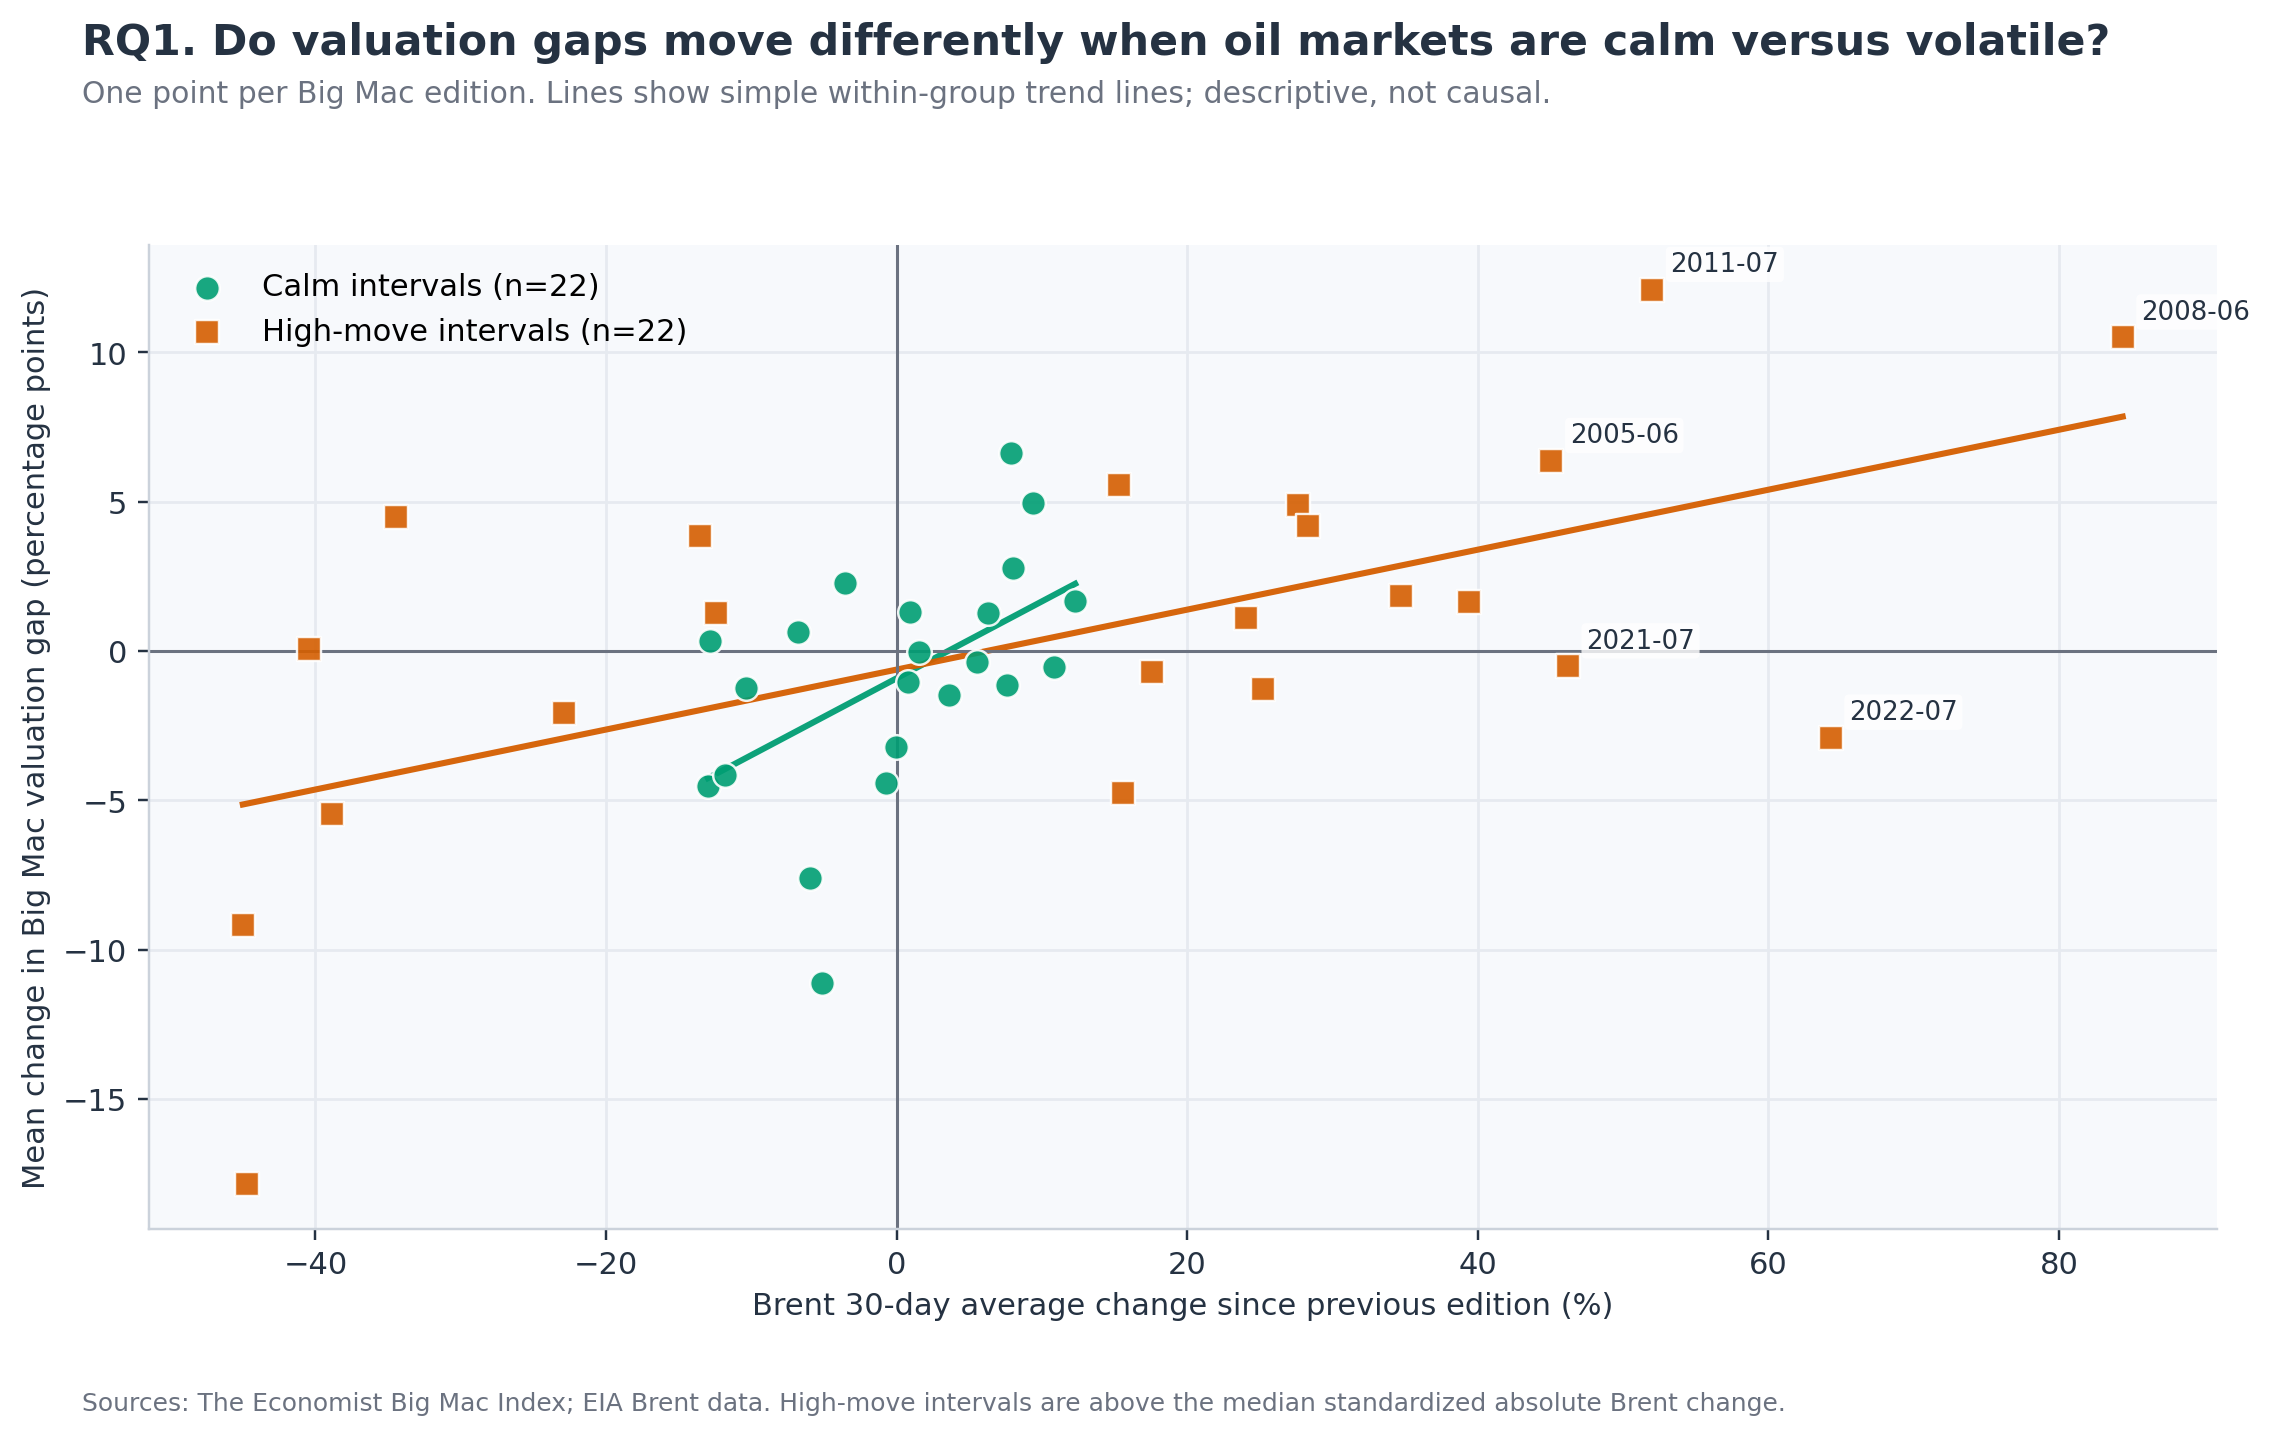 RQ1. Do valuation gaps move differently when oil markets are calm versus volatile?
One point per Big Mac edition. Lines show simple within-group trend lines; descriptive, not causal.
Calm intervals (n=22)
High-move intervals (n=22)
2011-07
2008-06
2005-06
2021-07
2022-07
Mean change in Big Mac valuation gap (percentage points)
10
5
0
−5
−10
−15
−40
−20
0
20
40
60
80
Brent 30-day average change since previous edition (%)
Sources: The Economist Big Mac Index; EIA Brent data. High-move intervals are above the median standardized absolute Brent change.